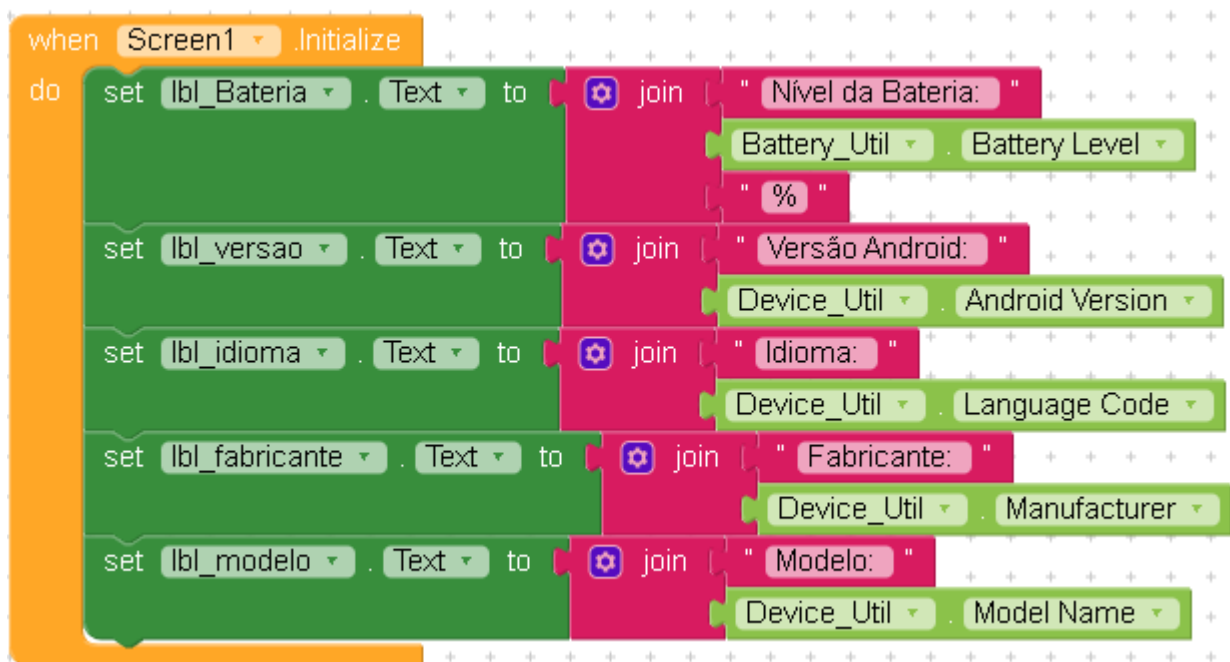 when Screen1 .Initialize
do set lbl_Bateria . Text to join " Nível da Bateria: "
Battery_Util . Battery Level
" % "
set lbl_versao . Text to join " Versão Android: "
Device_Util . Android Version
set lbl_idioma . Text to join " Idioma: "
Device_Util . Language Code
set lbl_fabricante . Text to join " Fabricante: "
Device_Util . Manufacturer
set lbl_modelo . Text to join " Modelo: "
Device_Util . Model Name